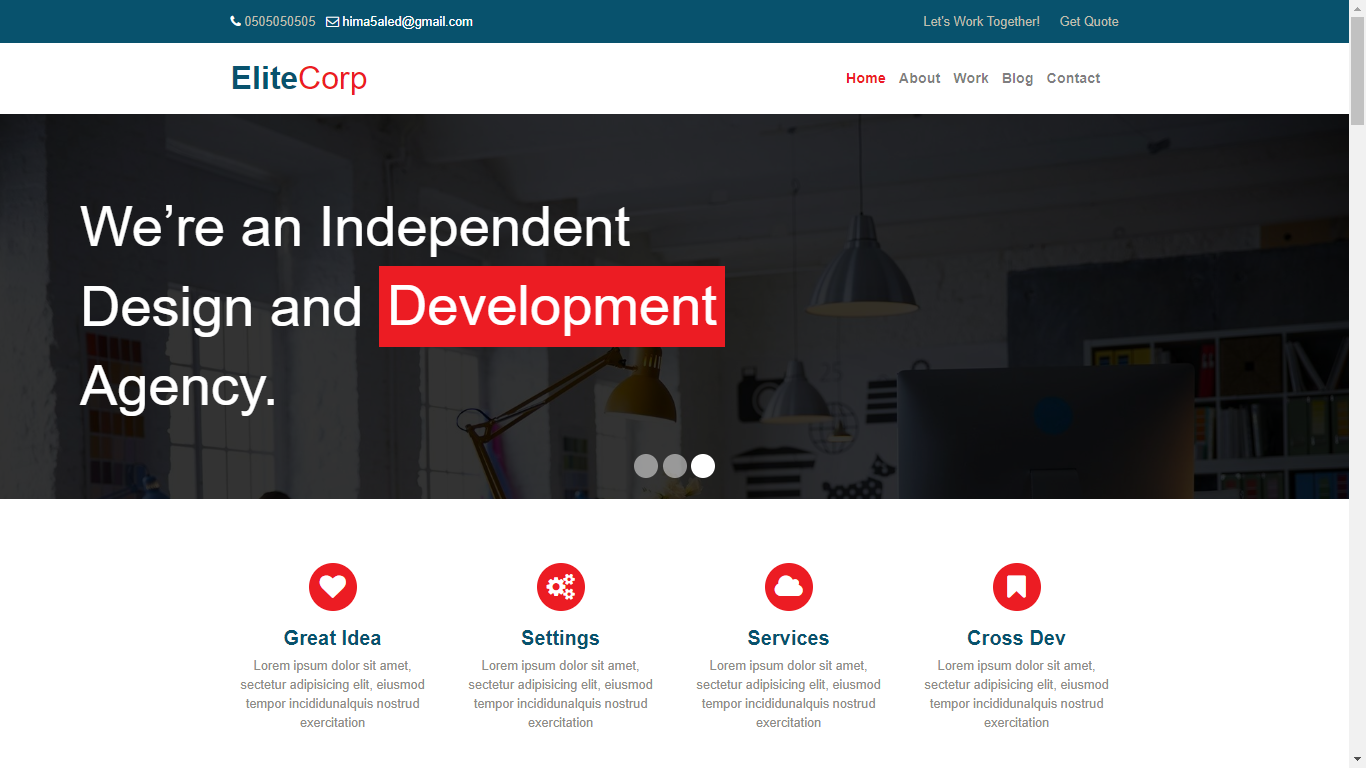 0505050505 hima5aled@gmail.com Let's Work Together! Get Quote
EliteCorp Home About Work Blog Contact
We’re an Independent
Design and Development
Agency.
Great Idea
Lorem ipsum dolor sit amet,
sectetur adipisicing elit, eiusmod
tempor incididunalquis nostrud
exercitation
Settings
Lorem ipsum dolor sit amet,
sectetur adipisicing elit, eiusmod
tempor incididunalquis nostrud
exercitation
Services
Lorem ipsum dolor sit amet,
sectetur adipisicing elit, eiusmod
tempor incididunalquis nostrud
exercitation
Cross Dev
Lorem ipsum dolor sit amet,
sectetur adipisicing elit, eiusmod
tempor incididunalquis nostrud
exercitation